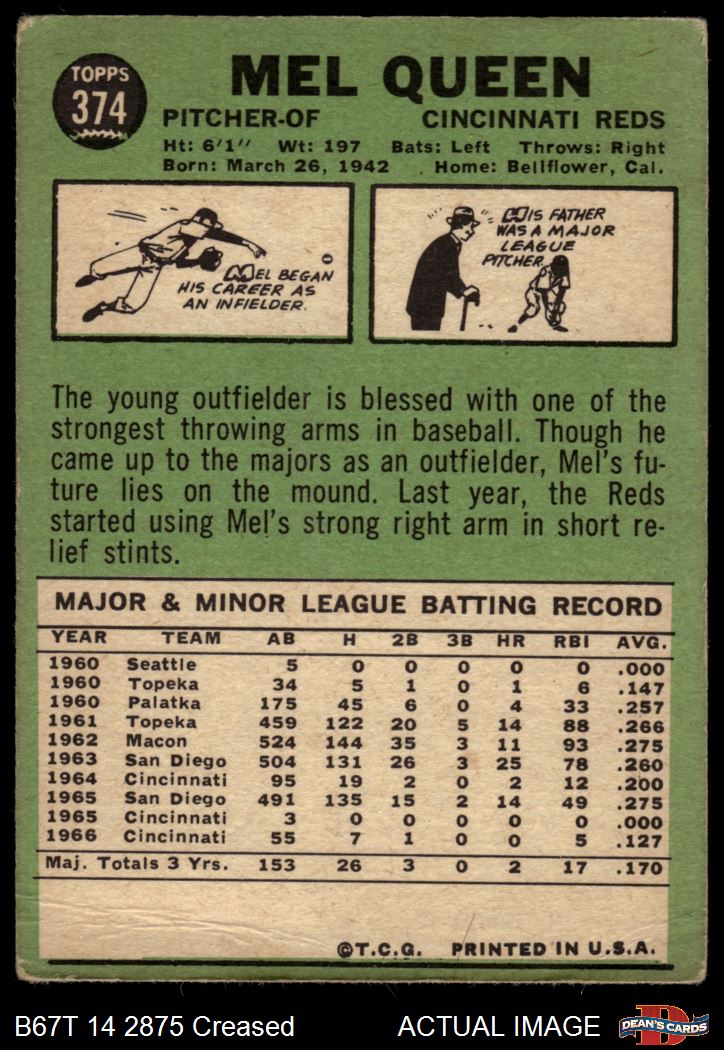 TOPPS
374
MEL QUEEN
PITCHER-OF CINCINNATI REDS
Ht: 6'1" Wt: 197 Bats: Left Throws: Right
Born: March 26, 1942 Home: Bellflower, Cal.
MEL BEGAN
HIS CAREER AS
AN INFIELDER.
HIS FATHER
WAS A MAJOR
LEAGUE
PITCHER.
The young outfielder is blessed with one of the
strongest throwing arms in baseball. Though he
came up to the majors as an outfielder, Mel's fu-
ture lies on the mound. Last year, the Reds
started using Mel's strong right arm in short re-
lief stints.
MAJOR & MINOR LEAGUE BATTING RECORD
YEAR TEAM AB H 2B 3B HR RBI AVG.
1960 Seattle 5 0 0 0 0 0 .000
1960 Topeka 34 5 1 0 1 6 .147
1960 Palatka 175 45 6 0 4 33 .257
1961 Topeka 459 122 20 5 14 88 .266
1962 Macon 524 144 35 3 11 93 .275
1963 San Diego 504 131 26 3 25 78 .260
1964 Cincinnati 95 19 2 0 2 12 .200
1965 San Diego 491 135 15 2 14 49 .275
1965 Cincinnati 3 0 0 0 0 0 .000
1966 Cincinnati 55 7 1 0 0 5 .127
Maj. Totals 3 Yrs. 153 26 3 0 2 17 .170
©T.C.G. PRINTED IN U.S.A.
B67T 14 2875 Creased ACTUAL IMAGE
D
DEAN'S CARDS